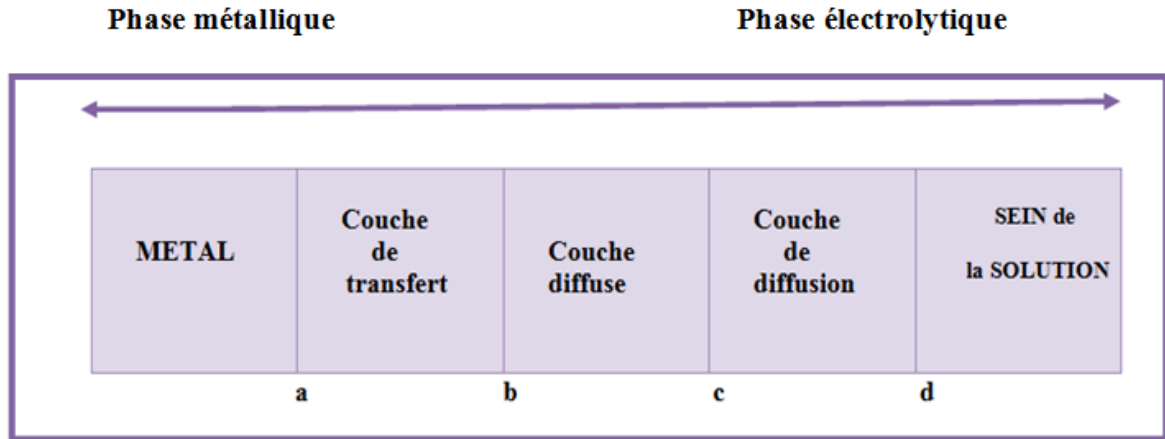 Phase métallique
Phase électrolytique
METAL
Couche
de
transfert
Couche
diffuse
Couche
de
diffusion
SEIN de
la SOLUTION
a
b
c
d